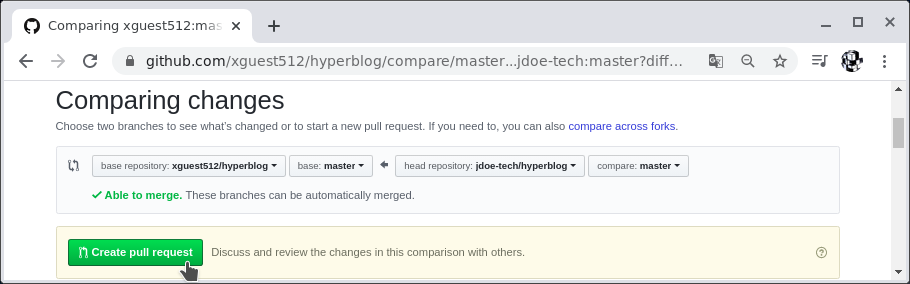 Comparing xguest512:mas
github.com/xguest512/hyperblog/compare/master...jdoe-tech:master?diff...
Comparing changes
Choose two branches to see what's changed or to start a new pull request. If you need to, you can also compare across forks.
base repository: xguest512/hyperblog base: master head repository: jdoe-tech/hyperblog compare: master
Able to merge. These branches can be automatically merged.
Create pull request Discuss and review the changes in this comparison with others.